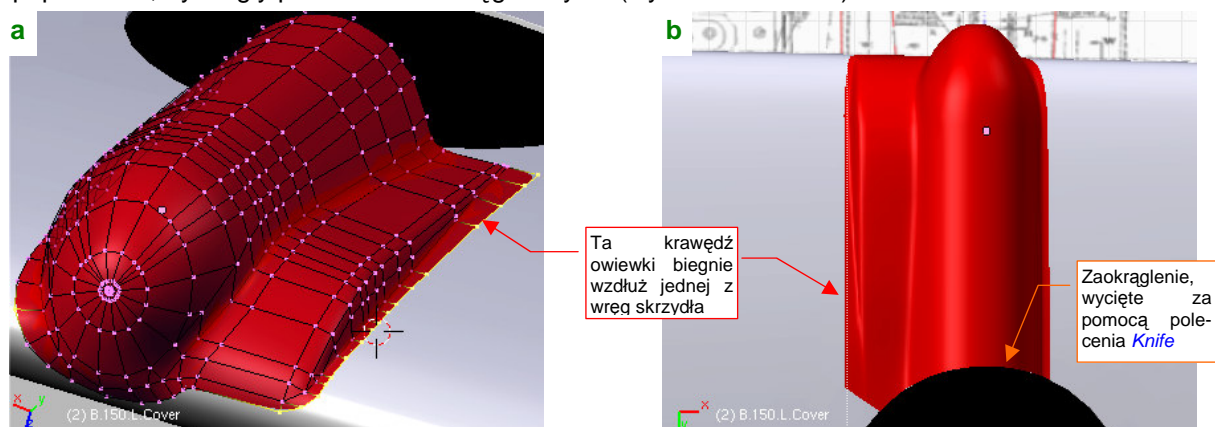 a
b
Ta krawędź
owiewki biegnie
wzdłuż jednej z
wręg skrzydła
Zaokrąglenie,
wycięte za
pomocą pole-
cenia Knife
x
y
z
(2) B.150.L.Cover
x
y
(2) B.150.L.Cover